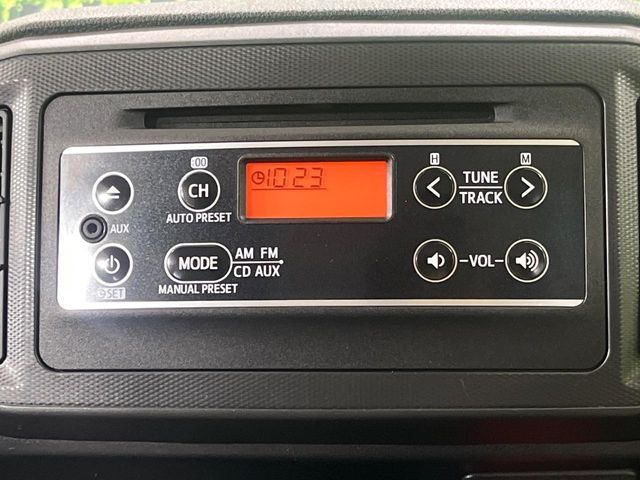 :00
CH
AUTO PRESET
10 23
H
M
TUNE
TRACK
AUX
MODE
AM FM
CD AUX
MANUAL PRESET
SET
-VOL-